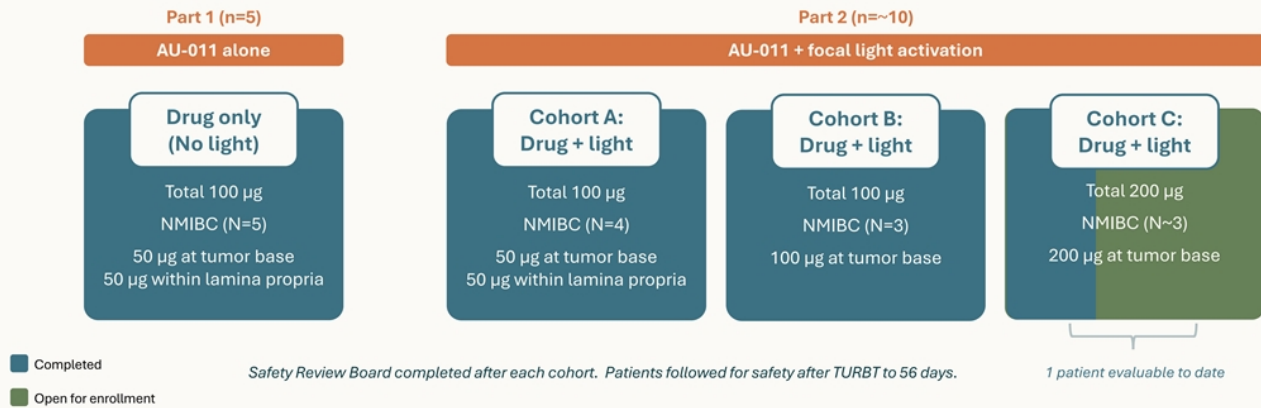 Part 1 (n=5)
AU-011 alone
Drug only
(No light)
Total 100 µg
NMIBC (N=5)
50 µg at tumor base
50 µg within lamina propria
Part 2 (n=~10)
AU-011 + focal light activation
Cohort A:
Drug + light
Total 100 µg
NMIBC (N=4)
50 µg at tumor base
50 µg within lamina propria
Cohort B:
Drug + light
Total 100 µg
NMIBC (N=3)
100 µg at tumor base
Cohort C:
Drug + light
Total 200 µg
NMIBC (N~3)
200 µg at tumor base
Completed
Open for enrollment
Safety Review Board completed after each cohort. Patients followed for safety after TURBT to 56 days.
1 patient evaluable to date